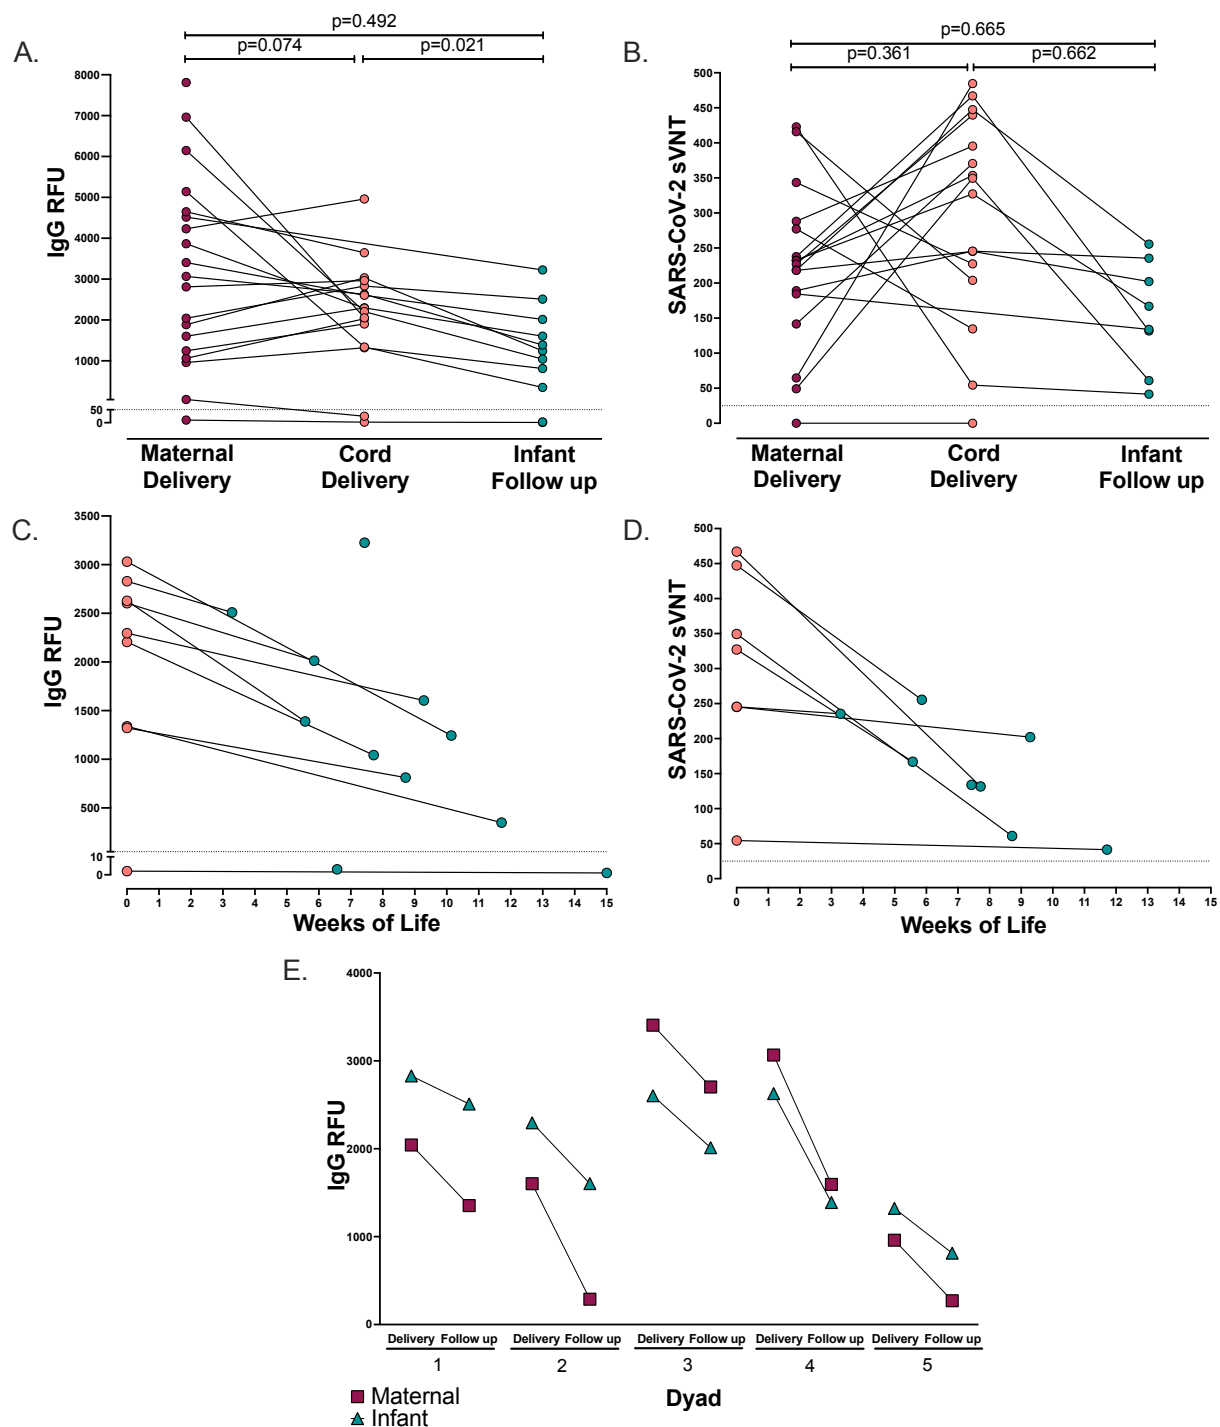 A.
p=0.492
p=0.074
p=0.021
IgG RFU
8000
7000
6000
5000
4000
3000
2000
1000
50
0
Maternal Delivery
Cord Delivery
Infant Follow up
B.
p=0.665
p=0.361
p=0.662
SARS-CoV-2 sVNT
500
450
400
350
300
250
200
150
100
50
0
Maternal Delivery
Cord Delivery
Infant Follow up
C.
IgG RFU
3500
3000
2500
2000
1500
1000
500
10
0
0 1 2 3 4 5 6 7 8 9 10 11 12 13 14 15
Weeks of Life
D.
SARS-CoV-2 sVNT
500
450
400
350
300
250
200
150
100
50
0
0 1 2 3 4 5 6 7 8 9 10 11 12 13 14 15
Weeks of Life
E.
IgG RFU
4000
3000
2000
1000
0
Delivery Follow up Delivery Follow up Delivery Follow up Delivery Follow up Delivery Follow up
1 2 3 4 5
Dyad
Maternal
Infant